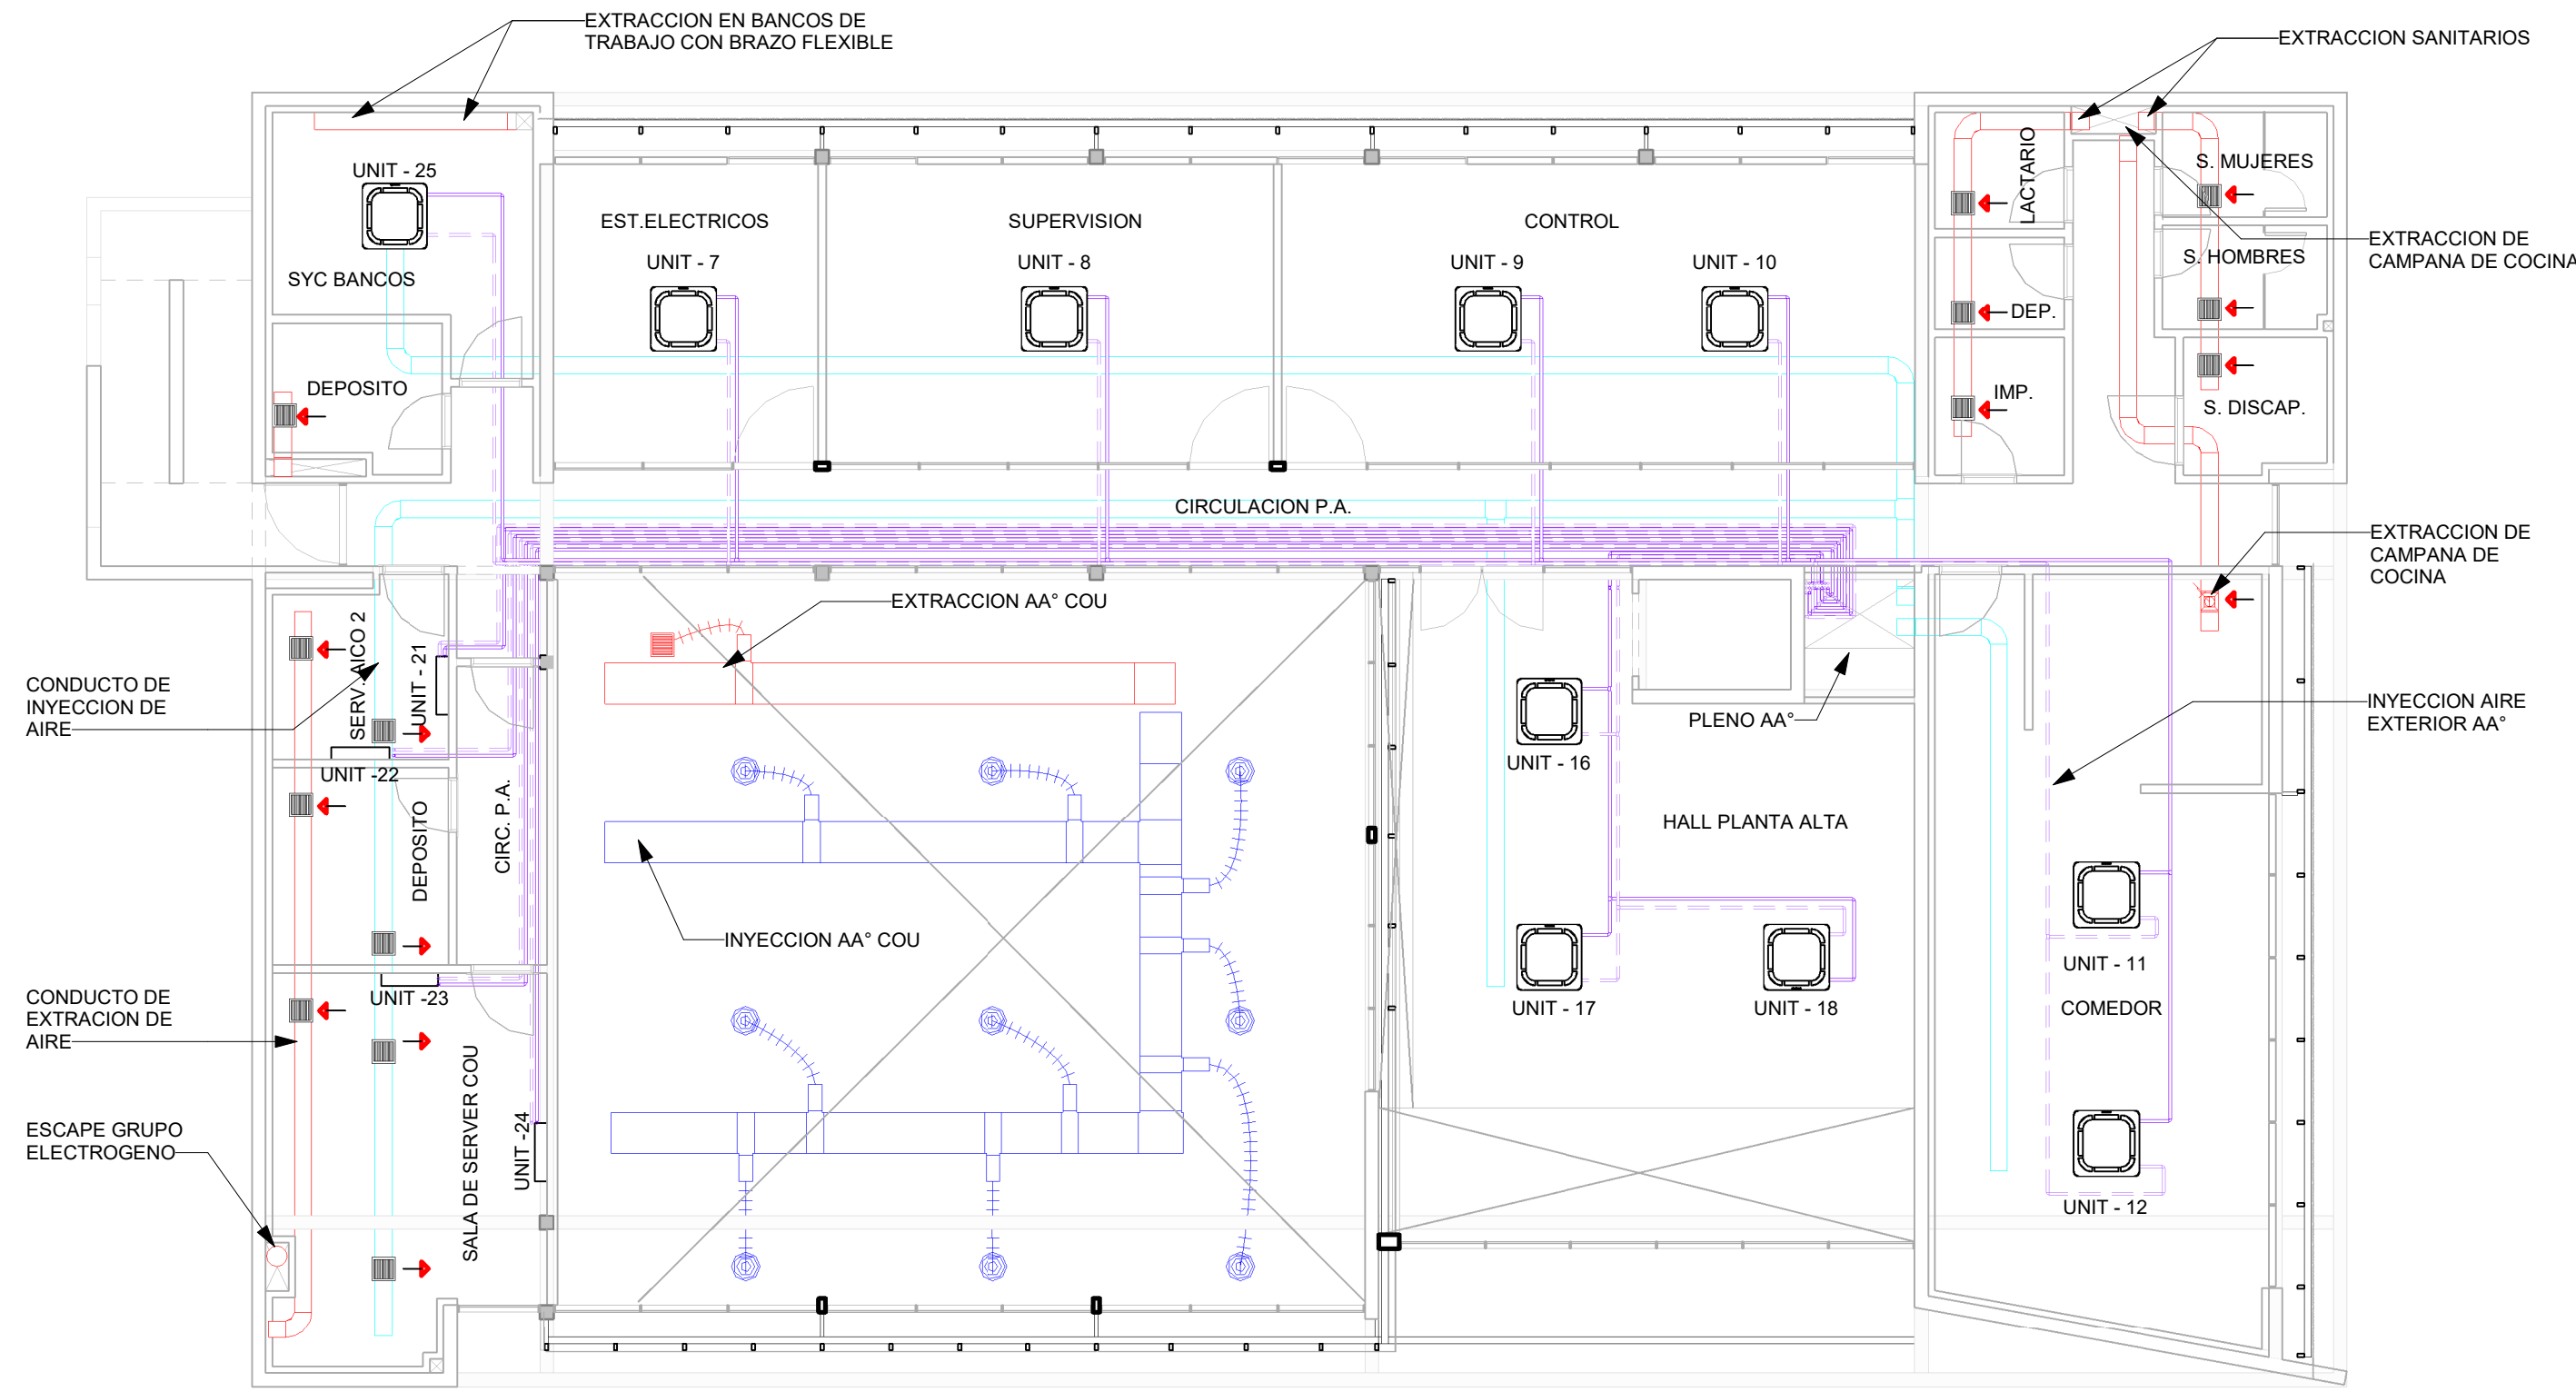 EXTRACCION EN BANCOS DE
TRABAJO CON BRAZO FLEXIBLE
EXTRACCION SANITARIOS
UNIT - 25
SYC BANCOS
EST.ELECTRICOS
UNIT - 7
SUPERVISION
UNIT - 8
CONTROL
UNIT - 9
UNIT - 10
LACTARIO
S. MUJERES
S. HOMBRES
EXTRACCION DE
CAMPANA DE COCINA
DEP.
IMP.
S. DISCAP.
DEPOSITO
CIRCULACION P.A.
EXTRACCION DE
CAMPANA DE
COCINA
EXTRACCION AA° COU
CONDUCTO DE
INYECCION DE
AIRE
SERV. AICO 2
UNIT - 21
UNIT -22
DEPOSITO
CIRC. P.A.
PLENO AA°
INYECCION AIRE
EXTERIOR AA°
UNIT - 16
HALL PLANTA ALTA
INYECCION AA° COU
UNIT - 17
UNIT - 18
UNIT - 11
COMEDOR
UNIT - 12
CONDUCTO DE
EXTRACION DE
AIRE
UNIT -23
SALA DE SERVER COU
UNIT -24
ESCAPE GRUPO
ELECTROGENO